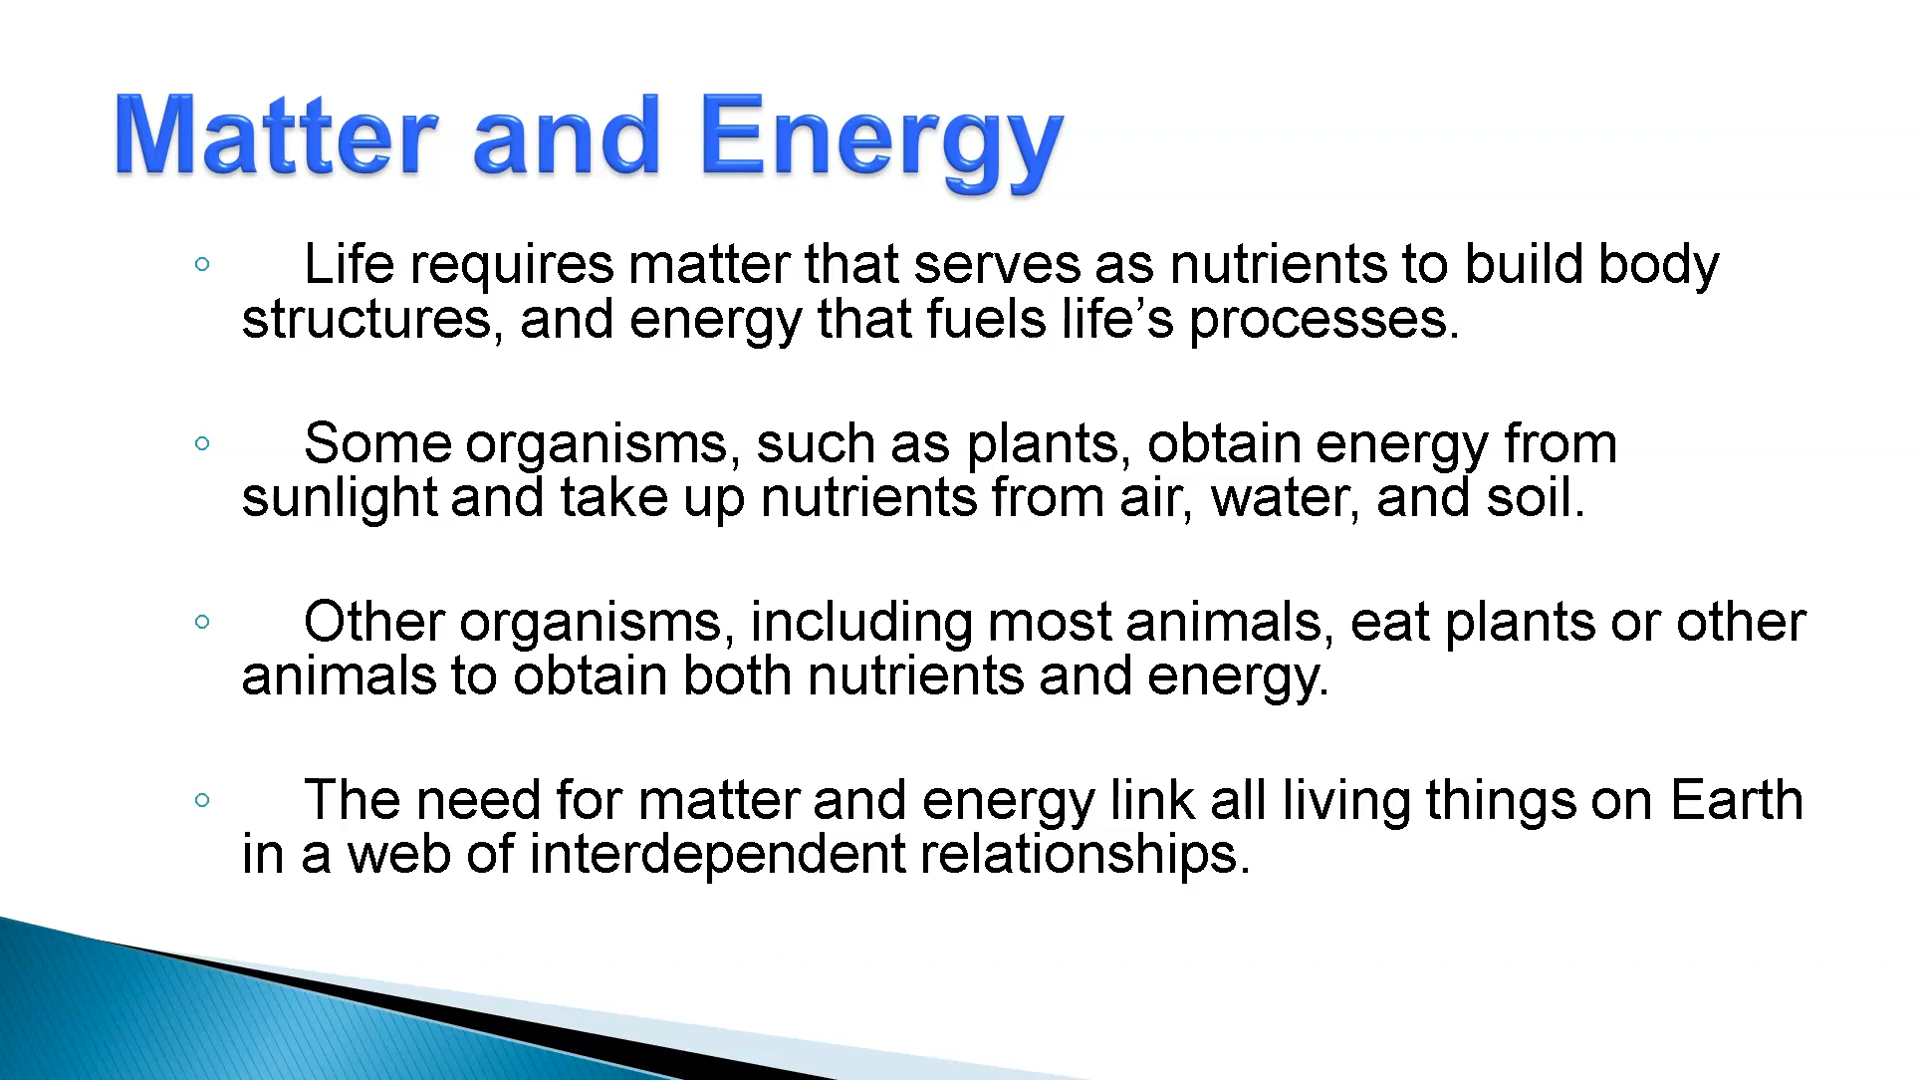 Matter and Energy
◦ Life requires matter that serves as nutrients to build body
structures, and energy that fuels life’s processes.
◦ Some organisms, such as plants, obtain energy from
sunlight and take up nutrients from air, water, and soil.
◦ Other organisms, including most animals, eat plants or other
animals to obtain both nutrients and energy.
◦ The need for matter and energy link all living things on Earth
in a web of interdependent relationships.